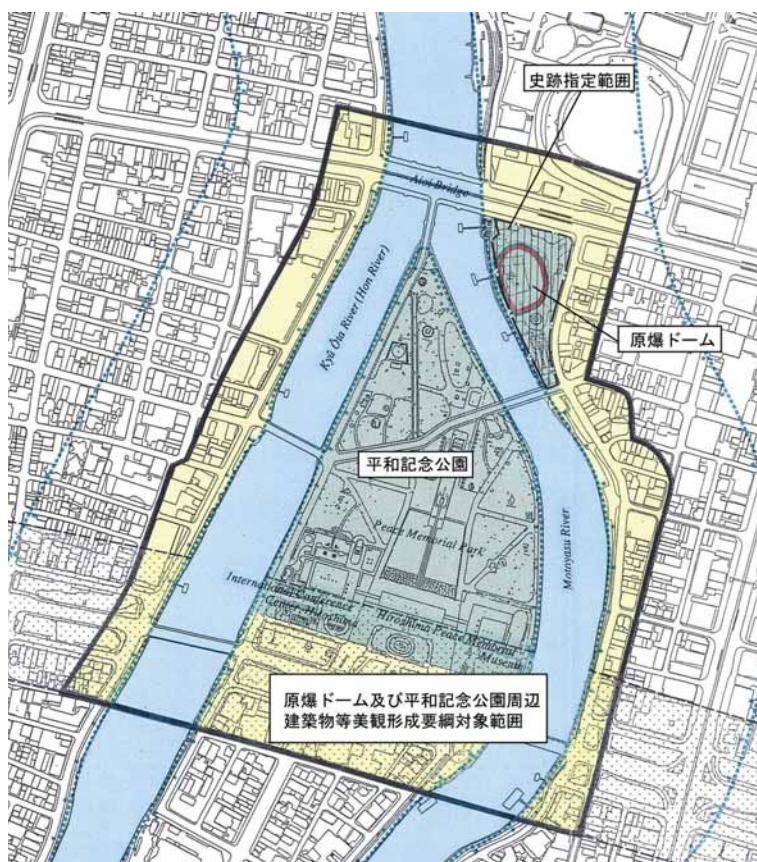 史跡指定範囲
Aioi Bridge
Kyū Ōta River (Hon River)
原爆ドーム
平和記念公園
Peace Memorial Park
Motoyasu River
International Conference
Center Hiroshima
Hiroshima Peace Memorial
Museum
原爆ドーム及び平和記念公園周辺
建築物等美観形成要綱対象範囲